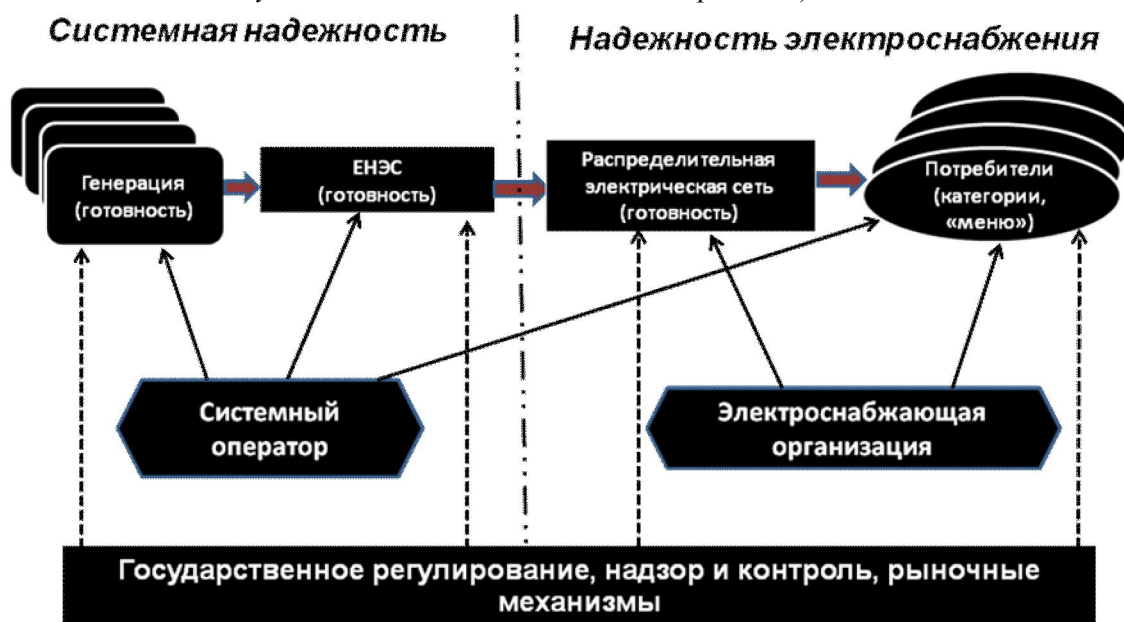 Системная надежность
Надежность электроснабжения
Генерация
(готовность)
ЕНЭС
(готовность)
Распределительная
электрическая сеть
(готовность)
Потребители
(категории,
«меню»)
Системный
оператор
Электроснабжающая
организация
Государственное регулирование, надзор и контроль, рыночные
механизмы